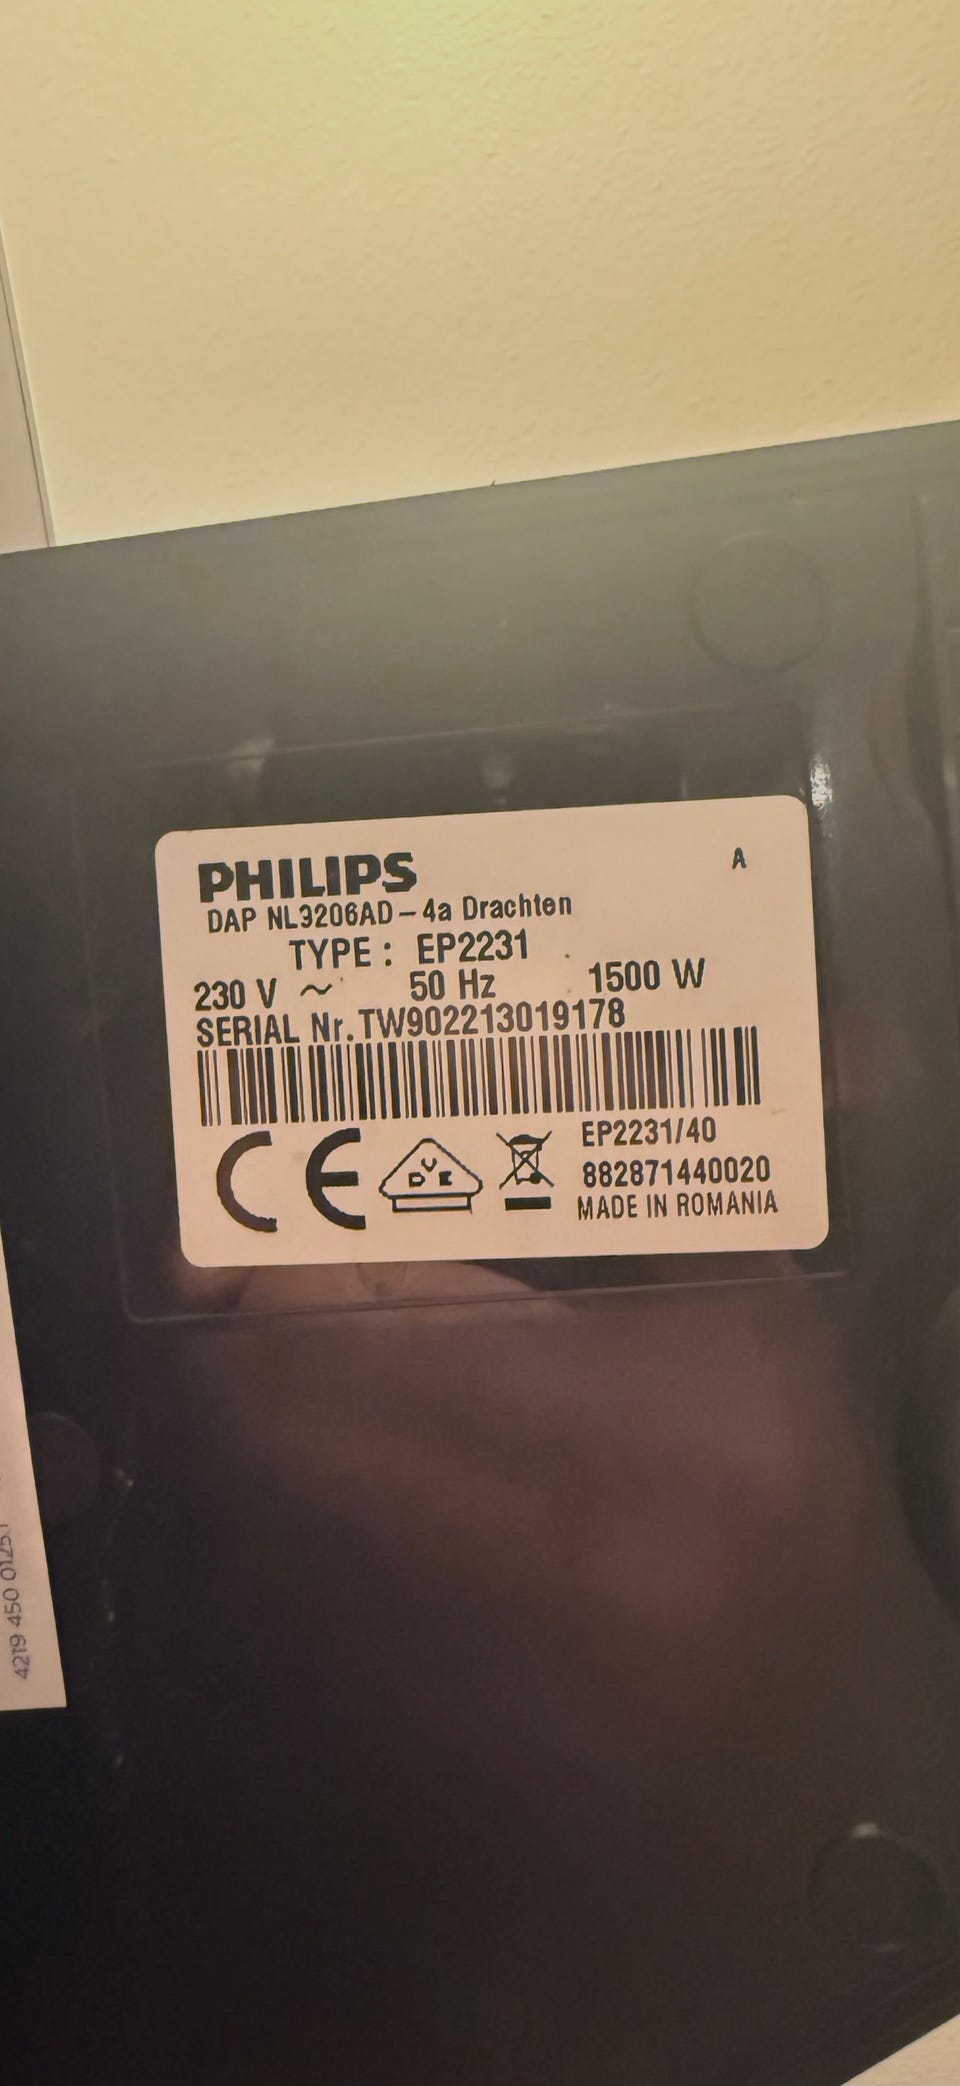 PHILIPS
A
DAP NL9206AD – 4a Drachten
TYPE : EP2231
230 V ~ 50 Hz 1500 W
SERIAL Nr. TW902213019178
CE
D V E
EP2231/40
882871440020
MADE IN ROMANIA
4219 450 0125.1